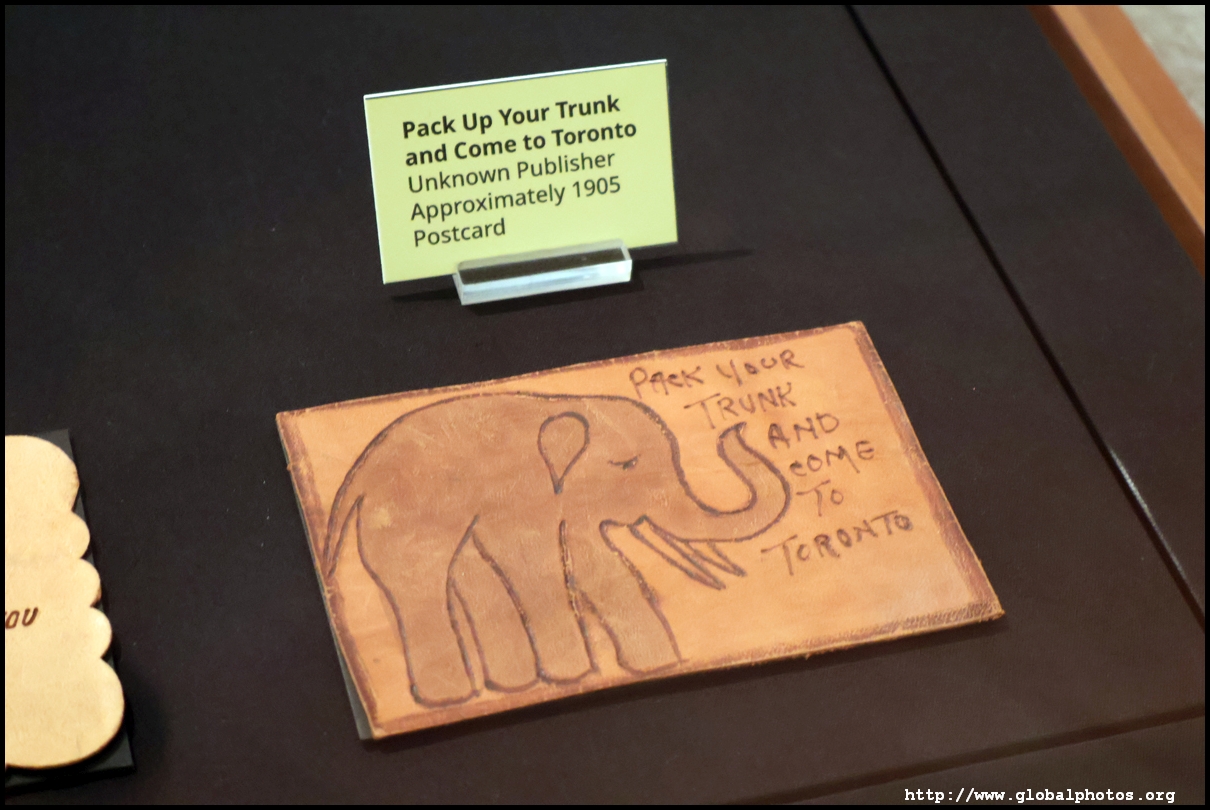 Pack Up Your Trunk
and Come to Toronto
Unknown Publisher
Approximately 1905
Postcard
PACK YOUR
TRUNK
AND
COME
TO
TORONTO
OU
http://www.globalphotos.org